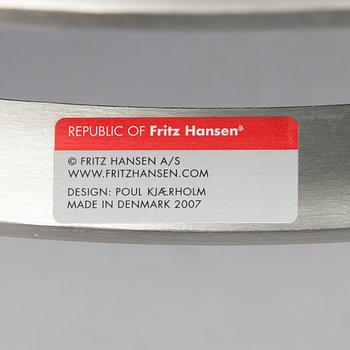 REPUBLIC OF Fritz Hansen®
© FRITZ HANSEN A/S
WWW.FRITZHANSEN.COM
DESIGN: POUL KJÆRHOLM
MADE IN DENMARK 2007